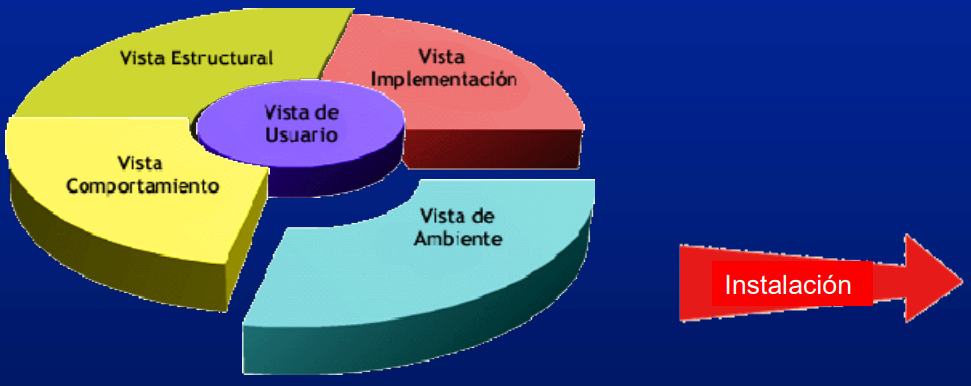 Vista Estructural
Vista
Implementación
Vista de
Usuario
Vista
Comportamiento
Vista de
Ambiente
Instalación